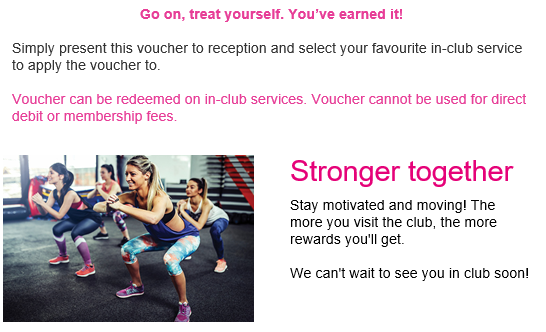 Go on, treat yourself. You’ve earned it!
Simply present this voucher to reception and select your favourite in-club service
to apply the voucher to.
Voucher can be redeemed on in-club services. Voucher cannot be used for direct
debit or membership fees.
Stronger together
Stay motivated and moving! The
more you visit the club, the more
rewards you'll get.
We can't wait to see you in club soon!